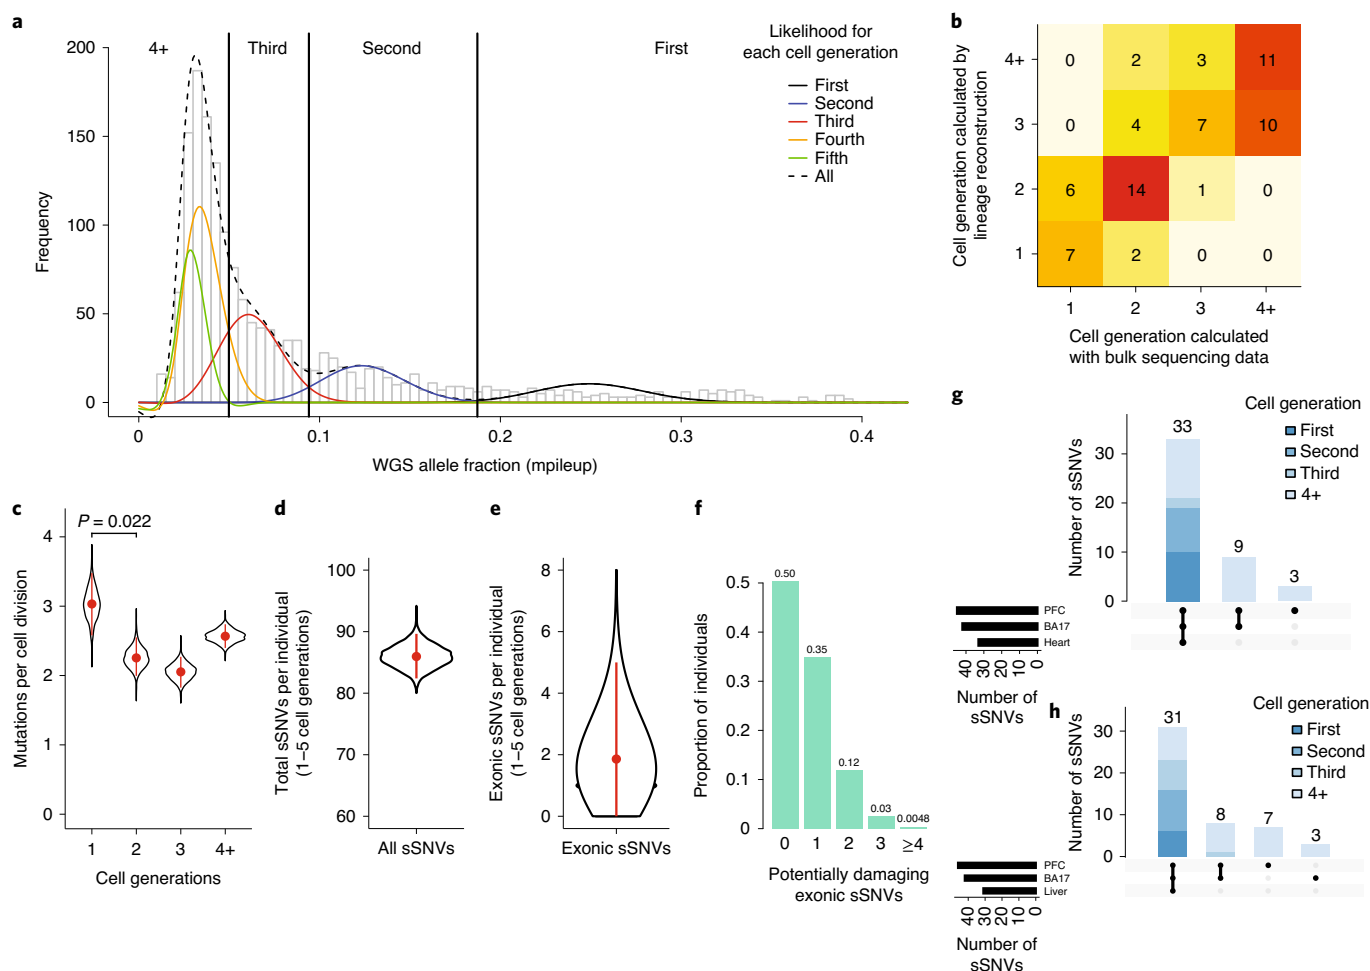 a
4+
Third
Second
First
Likelihood for
each cell generation
First
Second
Third
Fourth
Fifth
All
200
150
100
50
0
Frequency
0
0.1
0.2
0.3
0.4
WGS allele fraction (mpileup)
b
Cell generation calculated by
lineage reconstruction
4+
0
2
3
11
3
0
4
7
10
2
6
14
1
0
1
7
2
0
0
1
2
3
4+
Cell generation calculated
with bulk sequencing data
c
P = 0.022
Mutations per cell division
4
3
2
1
0
1
2
3
4+
Cell generations
d
Total sSNVs per individual
(1–5 cell generations)
100
90
80
70
60
All sSNVs
e
Exonic sSNVs per individual
(1–5 cell generations)
8
6
4
2
0
Exonic sSNVs
f
Proportion of individuals
0.5
0.4
0.3
0.2
0.1
0
0.50
0.35
0.12
0.03
0.0048
0
1
2
3
≥4
Potentially damaging
exonic sSNVs
g
Cell generation
First
Second
Third
4+
Number of sSNVs
30
20
10
0
33
9
3
PFC
BA17
Heart
40
30
20
10
0
Number of
sSNVs
h
Cell generation
First
Second
Third
4+
Number of sSNVs
30
20
10
0
31
8
7
3
PFC
BA17
Liver
40
30
20
10
0
Number of
sSNVs